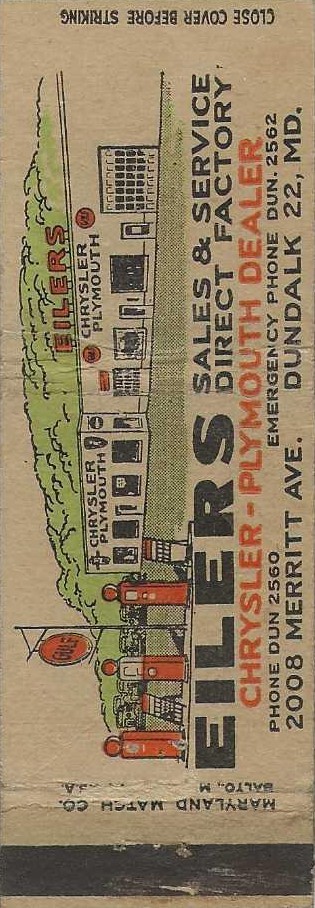 CLOSE COVER BEFORE STRIKING
EILERS
CHRYSLER
PLYMOUTH
CHRYSLER
PLYMOUTH
GULF
EILERS SALES & SERVICE
DIRECT FACTORY
CHRYSLER-PLYMOUTH DEALER
PHONE DUN 2560 EMERGENCY PHONE DUN. 2562
2008 MERRITT AVE. DUNDALK 22, MD.
MARYLAND MATCH CO.
BALTO., M